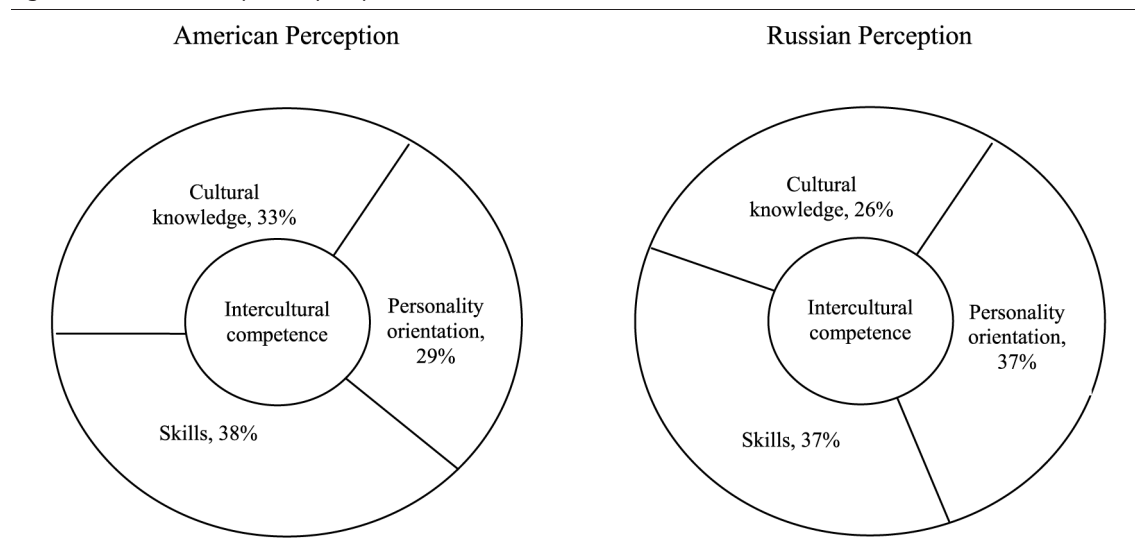 American Perception
Cultural
knowledge, 33%
Intercultural
competence
Personality
orientation,
29%
Skills, 38%
Russian Perception
Cultural
knowledge, 26%
Intercultural
competence
Personality
orientation,
37%
Skills, 37%